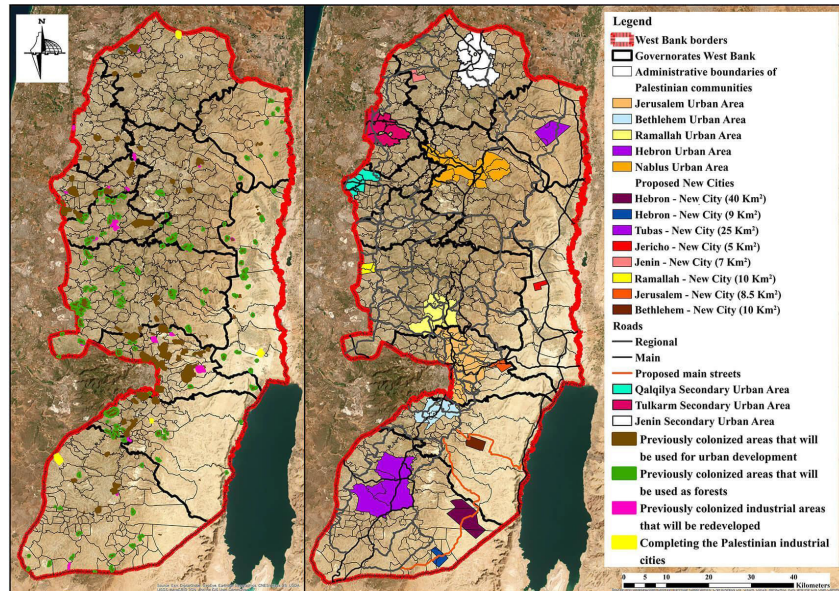 N
Legend
West Bank borders
Governorates West Bank
Administrative boundaries of
Palestinian communities
Jerusalem Urban Area
Bethlehem Urban Area
Ramallah Urban Area
Hebron Urban Area
Nablus Urban Area
Proposed New Cities
Hebron - New City (40 Km²)
Hebron - New City (9 Km²)
Tubas - New City (25 Km²)
Jericho - New City (5 Km²)
Jenin - New City (7 Km²)
Ramallah - New City (10 Km²)
Jerusalem - New City (8.5 Km²)
Bethlehem - New City (10 Km²)
Roads
Regional
Main
Proposed main streets
Qalqilya Secondary Urban Area
Tulkarm Secondary Urban Area
Jenin Secondary Urban Area
Previously colonized areas that will
be used for urban development
Previously colonized areas that will
be used as forests
Previously colonized industrial areas
that will be redeveloped
Completing the Palestinian industrial
cities
0 5 10 20 30 40
Kilometers